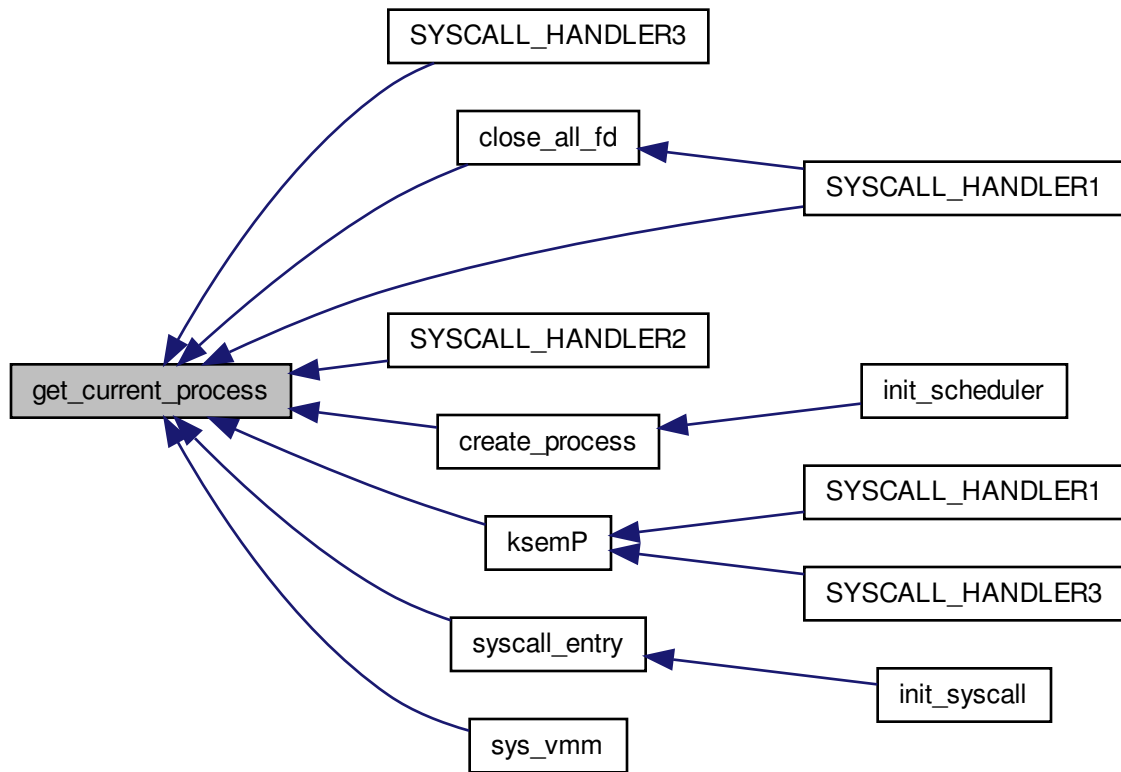 SYSCALL_HANDLER3
close_all_fd
SYSCALL_HANDLER1
SYSCALL_HANDLER2
get_current_process
init_scheduler
create_process
SYSCALL_HANDLER1
ksemP
SYSCALL_HANDLER3
syscall_entry
init_syscall
sys_vmm